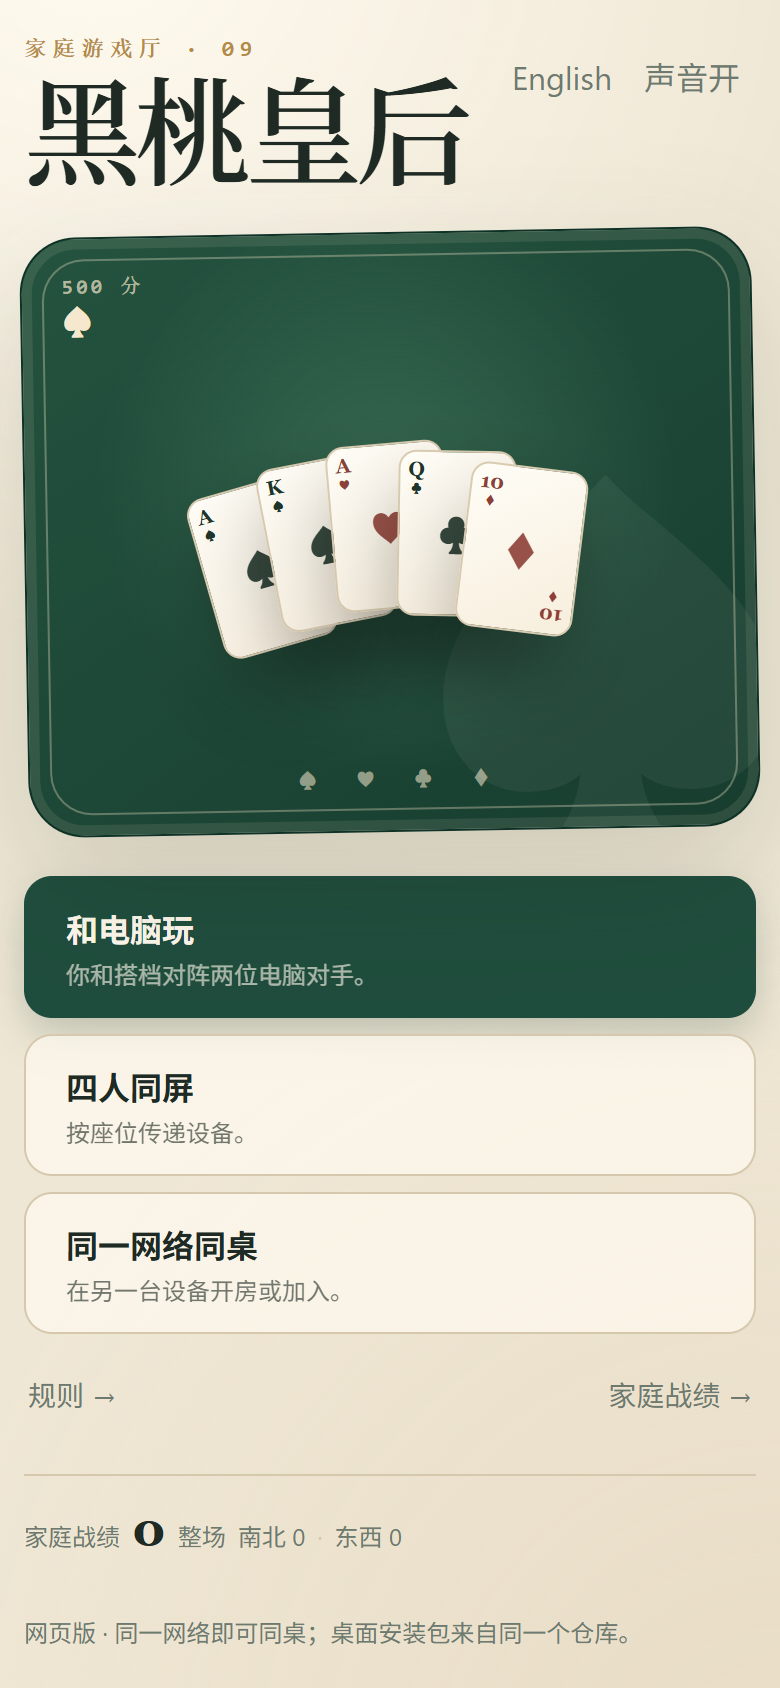 家庭游戏厅 · 09
English 声音开
黑桃皇后
500 分
A
K
A
Q
10
10
和电脑玩
你和搭档对阵两位电脑对手。
四人同屏
按座位传递设备。
同一网络同桌
在另一台设备开房或加入。
规则 →
家庭战绩 →
家庭战绩 0 整场 南北 0 · 东西 0
网页版 · 同一网络即可同桌；桌面安装包来自同一个仓库。